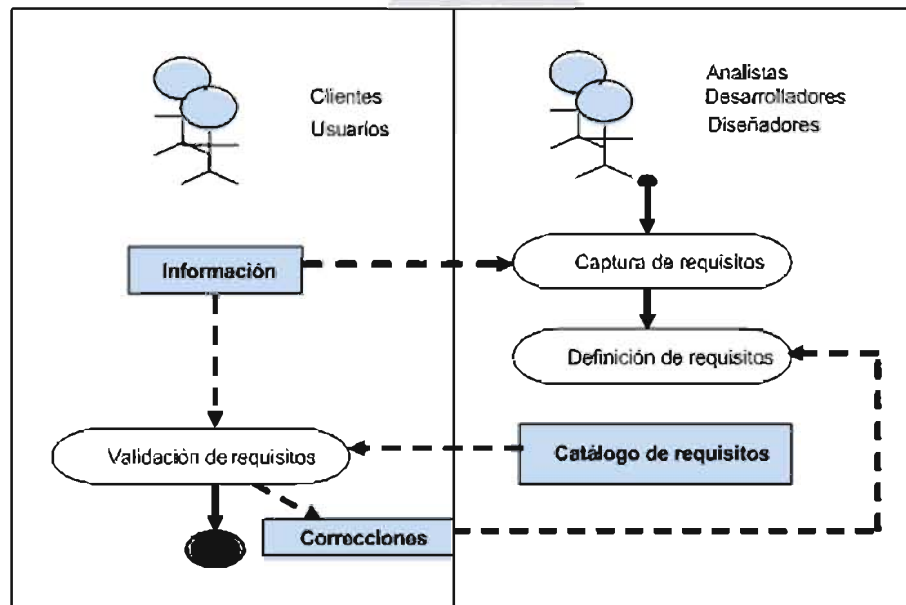 Clientes
Usuarios
Analistas
Desarrolladores
Diseñadores
Información
Captura de requisitos
Definición de requisitos
Validación de requisitos
Catálogo de requisitos
Correcciones